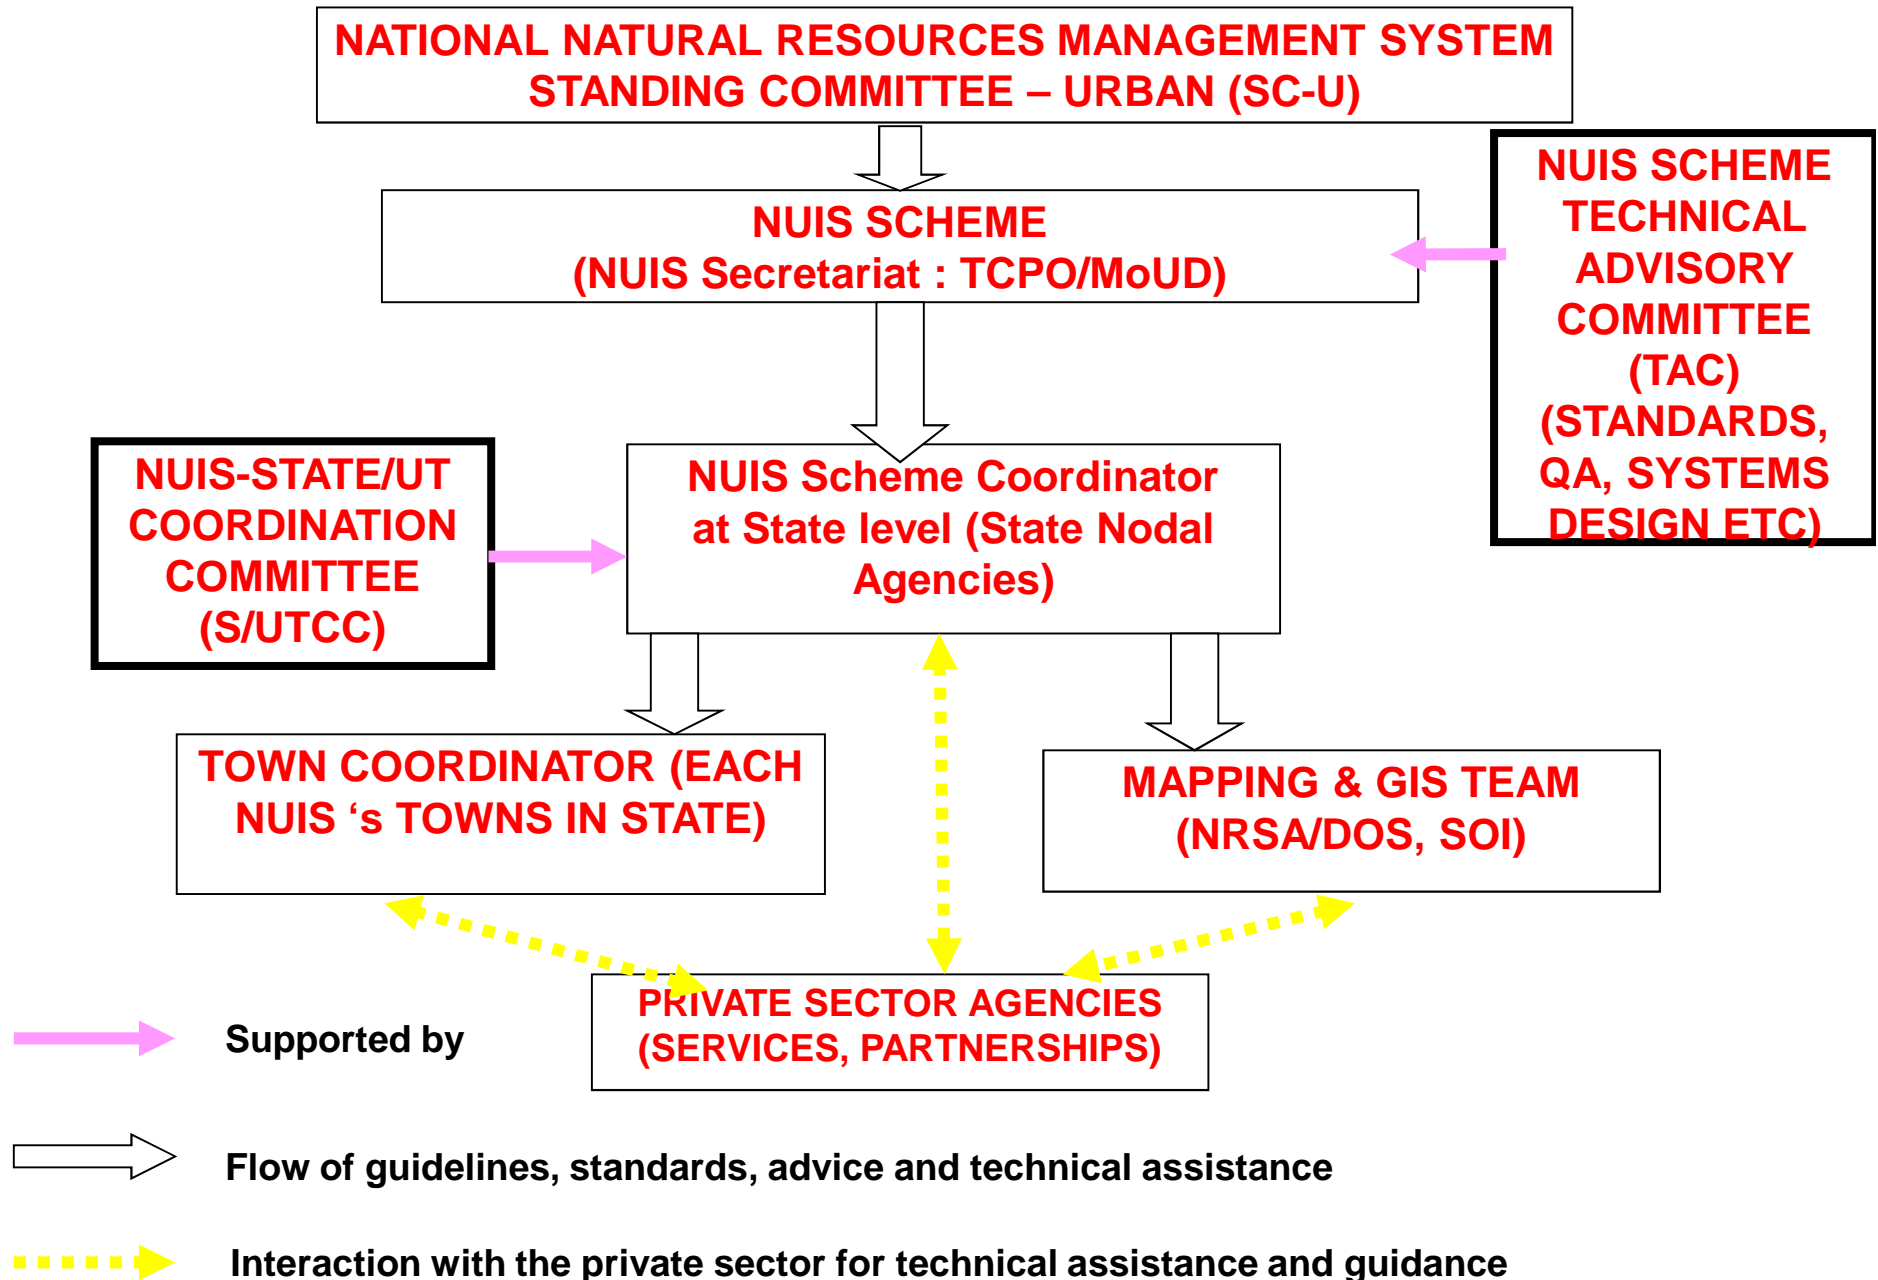 NATIONAL NATURAL RESOURCES MANAGEMENT SYSTEM
STANDING COMMITTEE – URBAN (SC-U)
NUIS SCHEME
(NUIS Secretariat : TCPO/MoUD)
NUIS SCHEME
TECHNICAL
ADVISORY
COMMITTEE
(TAC)
(STANDARDS,
QA, SYSTEMS
DESIGN ETC)
NUIS-STATE/UT
COORDINATION
COMMITTEE
(S/UTCC)
NUIS Scheme Coordinator
at State level (State Nodal
Agencies)
TOWN COORDINATOR (EACH
NUIS ‘s TOWNS IN STATE)
MAPPING & GIS TEAM
(NRSA/DOS, SOI)
PRIVATE SECTOR AGENCIES
(SERVICES, PARTNERSHIPS)
Supported by
Flow of guidelines, standards, advice and technical assistance
Interaction with the private sector for technical assistance and guidance